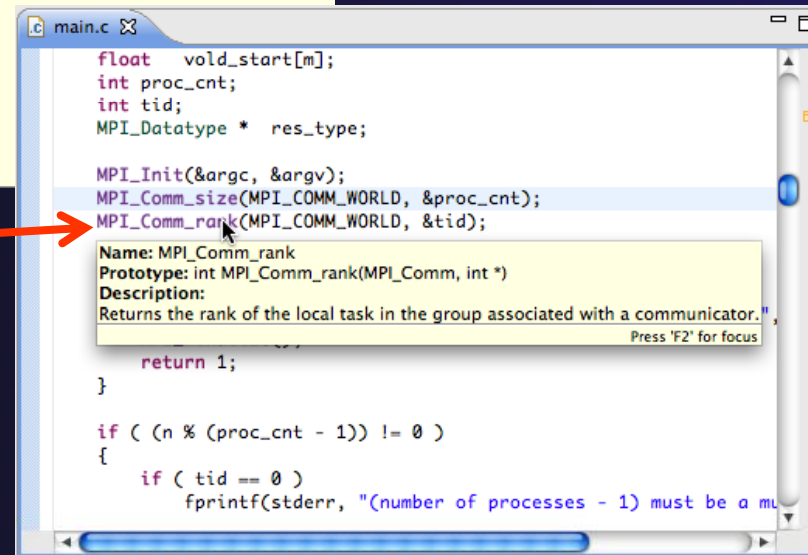 main.c
float   vold_start[m];
int proc_cnt;
int tid;
MPI_Datatype *  res_type;
MPI_Init(&argc, &argv);
MPI_Comm_size(MPI_COMM_WORLD, &proc_cnt);
MPI_Comm_rank(MPI_COMM_WORLD, &tid);
Name: MPI_Comm_rank
Prototype: int MPI_Comm_rank(MPI_Comm, int *)
Description:
Returns the rank of the local task in the group associated with a communicator.",
Press 'F2' for focus
return 1;
}
if ( (n % (proc_cnt - 1)) != 0 )
{
if ( tid == 0 )
fprintf(stderr, "(number of processes - 1) must be a